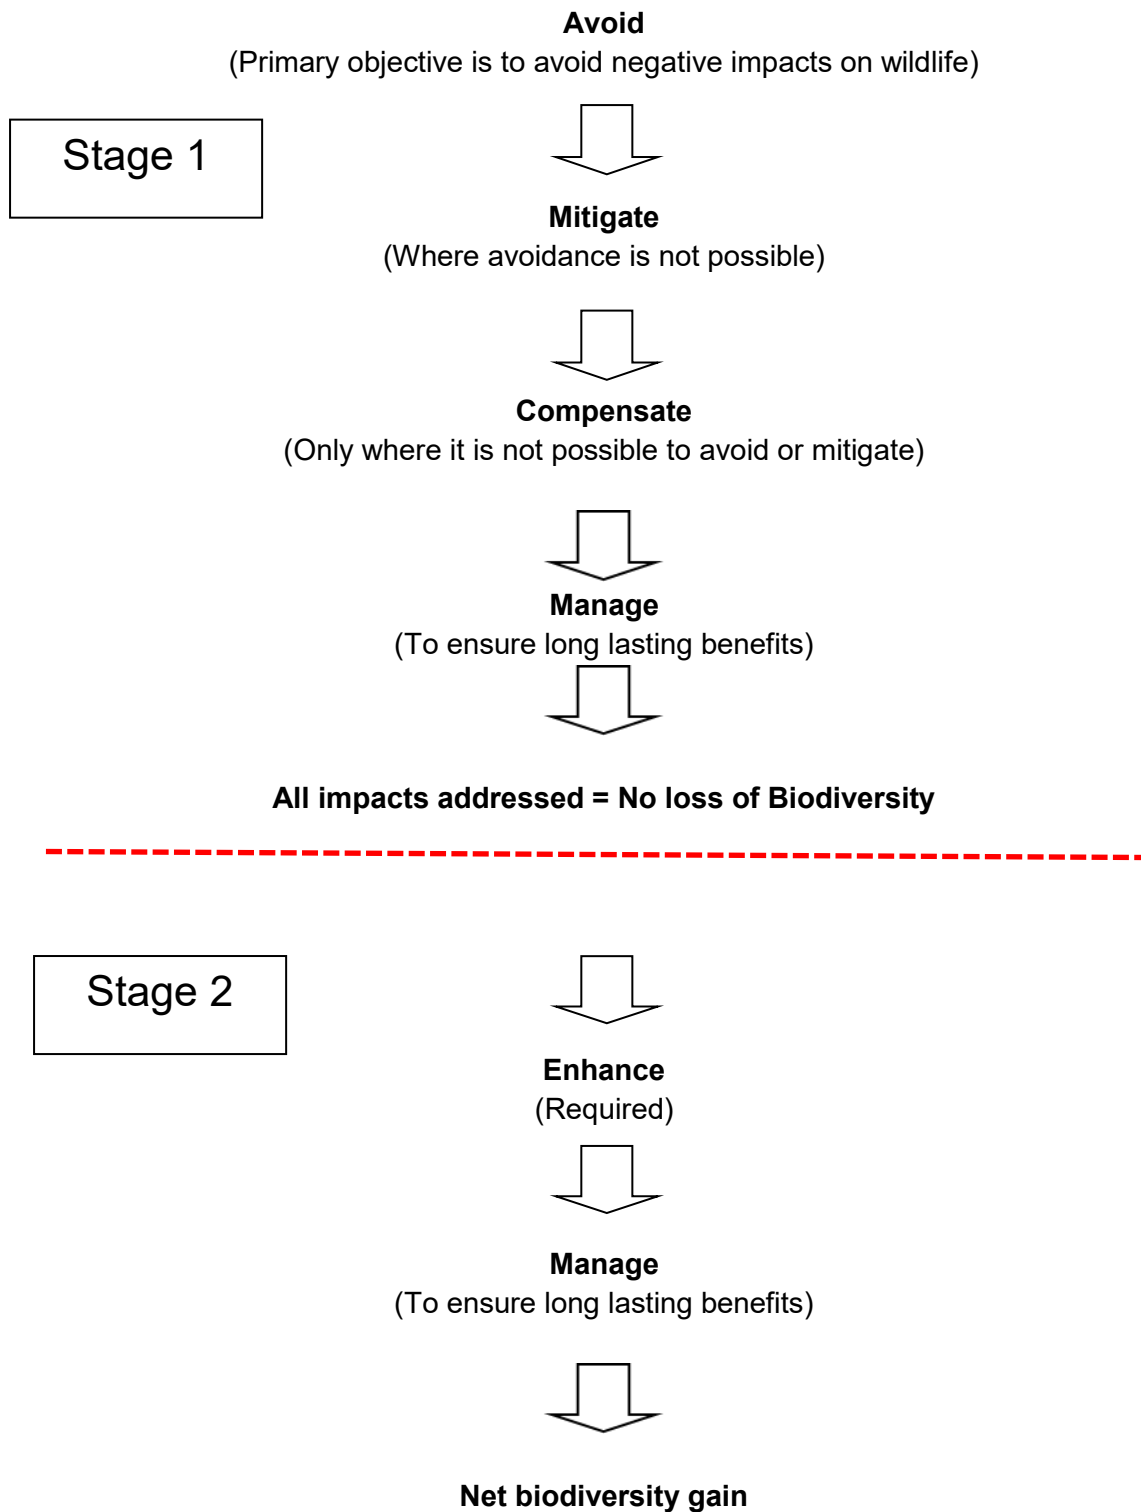 Avoid
(Primary objective is to avoid negative impacts on wildlife)
Stage 1
Mitigate
(Where avoidance is not possible)
Compensate
(Only where it is not possible to avoid or mitigate)
Manage
(To ensure long lasting benefits)
All impacts addressed = No loss of Biodiversity
Stage 2
Enhance
(Required)
Manage
(To ensure long lasting benefits)
Net biodiversity gain